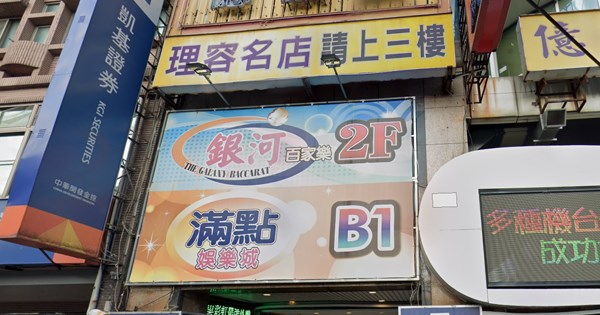 凱基證券 KGI SECURITIES
中華開發金控
理容名店 請上三樓
億
銀河百家樂 2F
THE GALAXY BACCARAT
滿點 B1
娛樂城
多種機台
成功